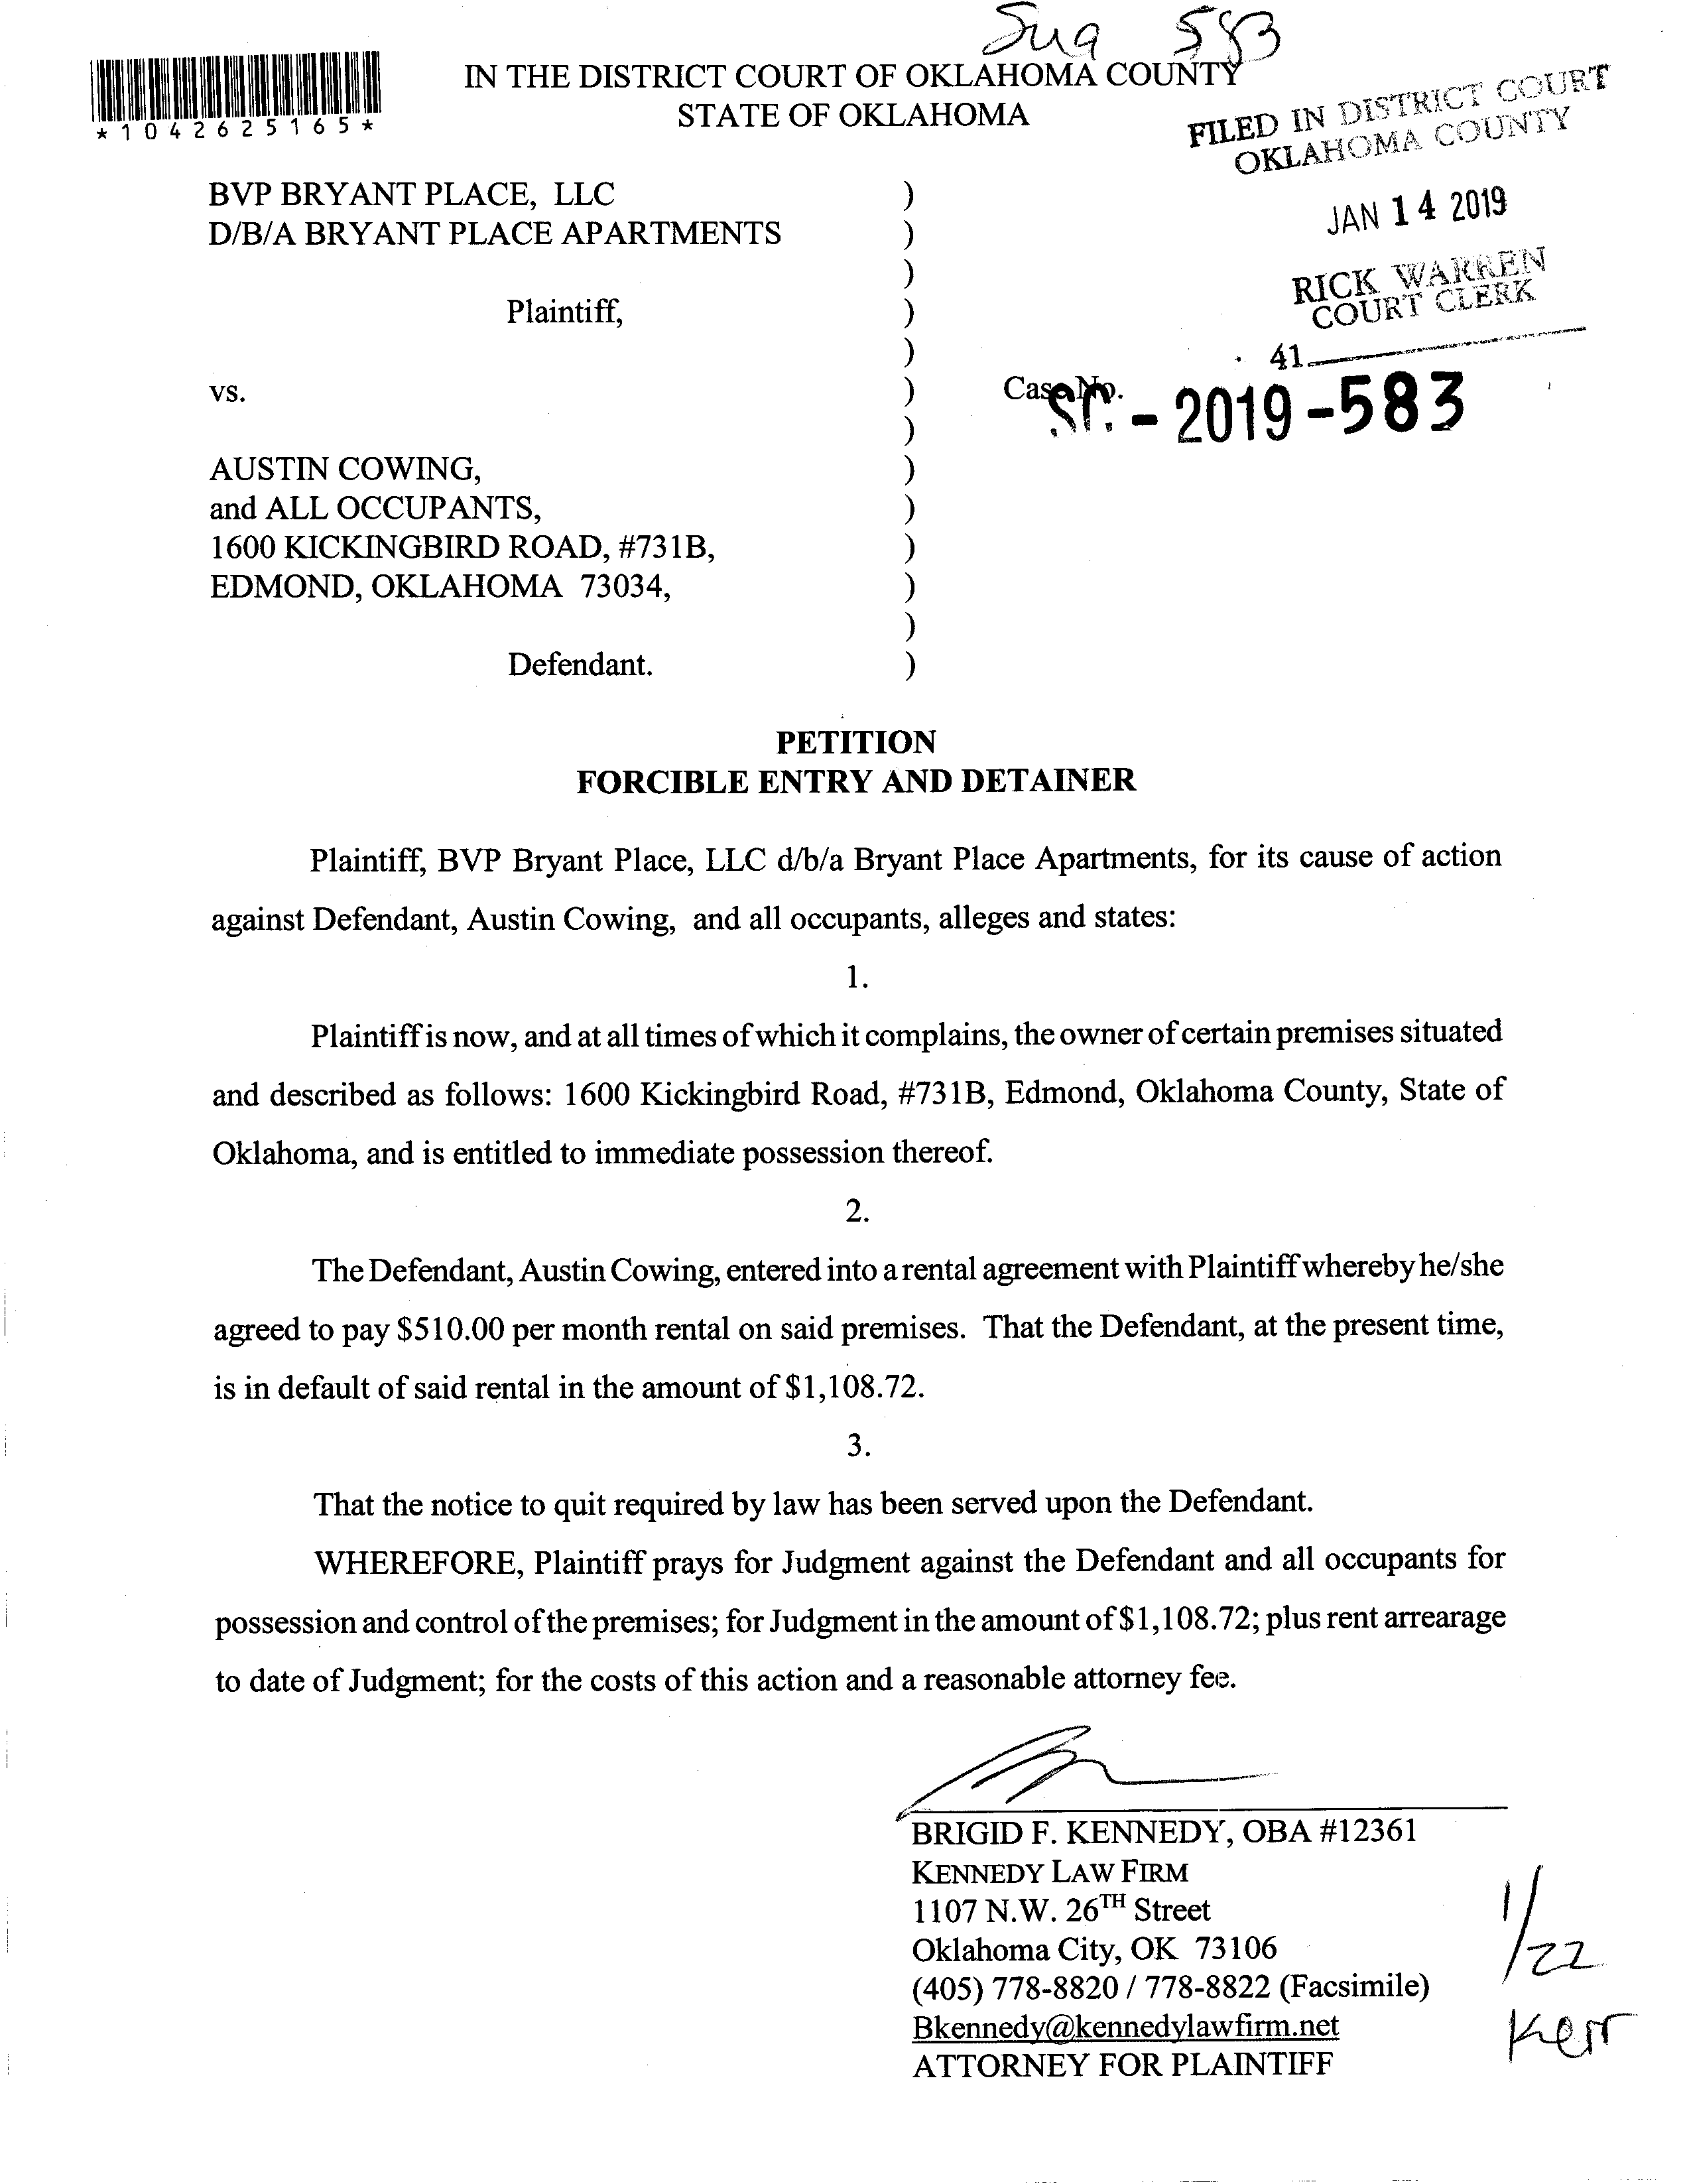 583
IN THE DISTRICT COURT OF OKLAHOMA COUNTY
STATE OF OKLAHOMA
*1042625165*
FILED IN DISTRICT COURT
OKLAHOMA COUNTY
JAN 14 2019
RICK WARREN
COURT CLERK
41
BVP BRYANT PLACE, LLC )
D/B/A BRYANT PLACE APARTMENTS )
)
Plaintiff, )
)
vs. ) Case No. SC - 2019 - 583
)
AUSTIN COWING, )
and ALL OCCUPANTS, )
1600 KICKINGBIRD ROAD, #731B, )
EDMOND, OKLAHOMA 73034, )
)
Defendant. )
PETITION
FORCIBLE ENTRY AND DETAINER
Plaintiff, BVP Bryant Place, LLC d/b/a Bryant Place Apartments, for its cause of action
against Defendant, Austin Cowing, and all occupants, alleges and states:
1.
Plaintiff is now, and at all times of which it complains, the owner of certain premises situated
and described as follows: 1600 Kickingbird Road, #731B, Edmond, Oklahoma County, State of
Oklahoma, and is entitled to immediate possession thereof.
2.
The Defendant, Austin Cowing, entered into a rental agreement with Plaintiff whereby he/she
agreed to pay $510.00 per month rental on said premises. That the Defendant, at the present time,
is in default of said rental in the amount of $1,108.72.
3.
That the notice to quit required by law has been served upon the Defendant.
WHEREFORE, Plaintiff prays for Judgment against the Defendant and all occupants for
possession and control of the premises; for Judgment in the amount of $1,108.72; plus rent arrearage
to date of Judgment; for the costs of this action and a reasonable attorney fee.
BRIGID F. KENNEDY, OBA #12361
KENNEDY LAW FIRM
1107 N.W. 26TH Street
Oklahoma City, OK 73106
(405) 778-8820 / 778-8822 (Facsimile)
Bkennedy@kennedylawfirm.net
ATTORNEY FOR PLAINTIFF
1/22
Kerr